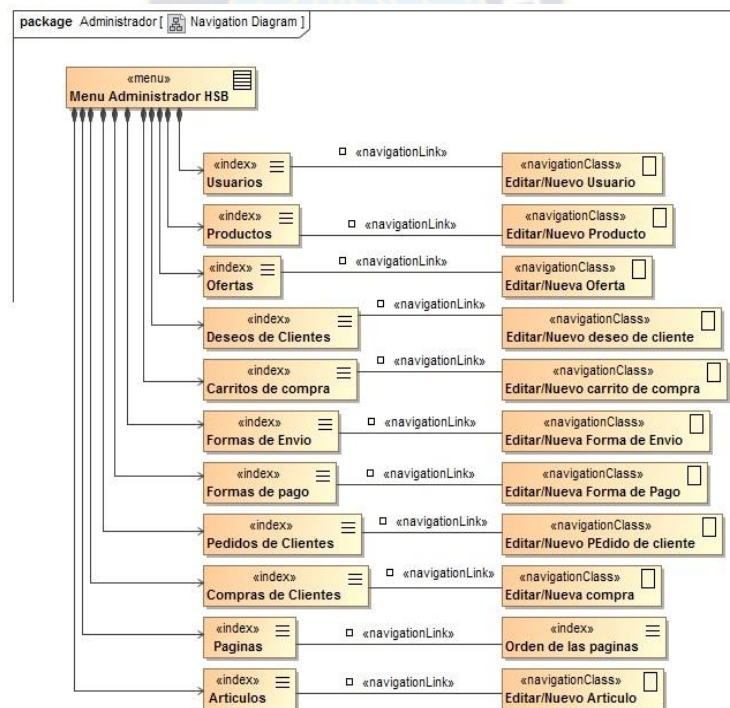 package Administrador [ Navigation Diagram ]
«menu»
Menu Administrador HSB
«index»
Usuarios
«navigationLink»
«navigationClass»
Editar/Nuevo Usuario
«index»
Productos
«navigationLink»
«navigationClass»
Editar/Nuevo Producto
«index»
Ofertas
«navigationLink»
«navigationClass»
Editar/Nueva Oferta
«index»
Deseos de Clientes
«navigationLink»
«navigationClass»
Editar/Nuevo deseo de cliente
«index»
Carritos de compra
«navigationLink»
«navigationClass»
Editar/Nuevo carrito de compra
«index»
Formas de Envio
«navigationLink»
«navigationClass»
Editar/Nueva Forma de Envio
«index»
Formas de pago
«navigationLink»
«navigationClass»
Editar/Nueva Forma de Pago
«index»
Pedidos de Clientes
«navigationLink»
«navigationClass»
Editar/Nuevo PEdido de cliente
«index»
Compras de Clientes
«navigationLink»
«navigationClass»
Editar/Nueva compra
«index»
Paginas
«navigationLink»
«index»
Orden de las paginas
«index»
Articulos
«navigationLink»
«navigationClass»
Editar/Nuevo Articulo